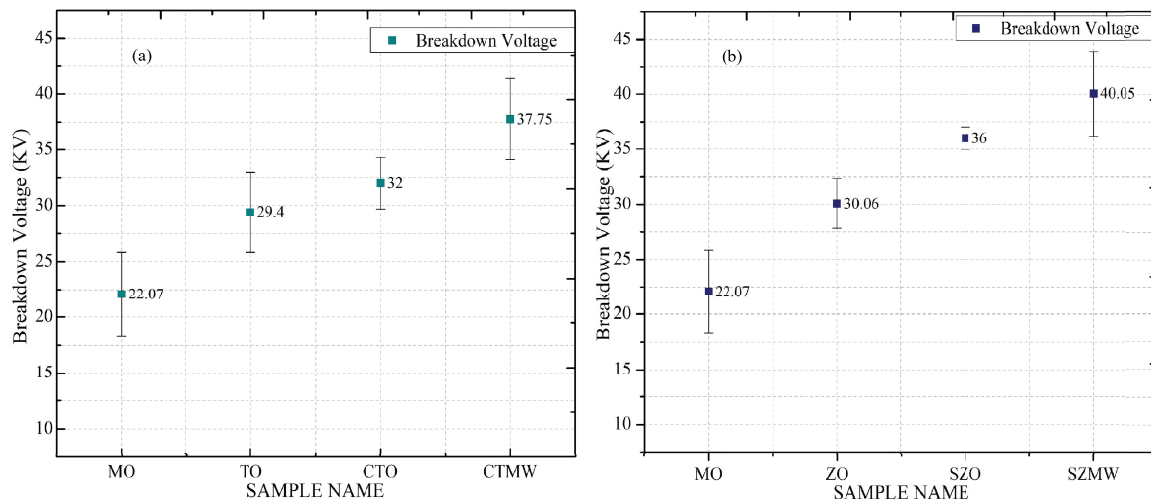 Breakdown Voltage
(a)
45
40
35
30
25
20
15
10
Breakdown Voltage (KV)
37.75
32
29.4
22.07
MO TO CTO CTMW
SAMPLE NAME
Breakdown Voltage
(b)
45
40
35
30
25
20
15
10
Breakdown Voltage (KV)
40.05
36
30.06
22.07
MO ZO SZO SZMW
SAMPLE NAME